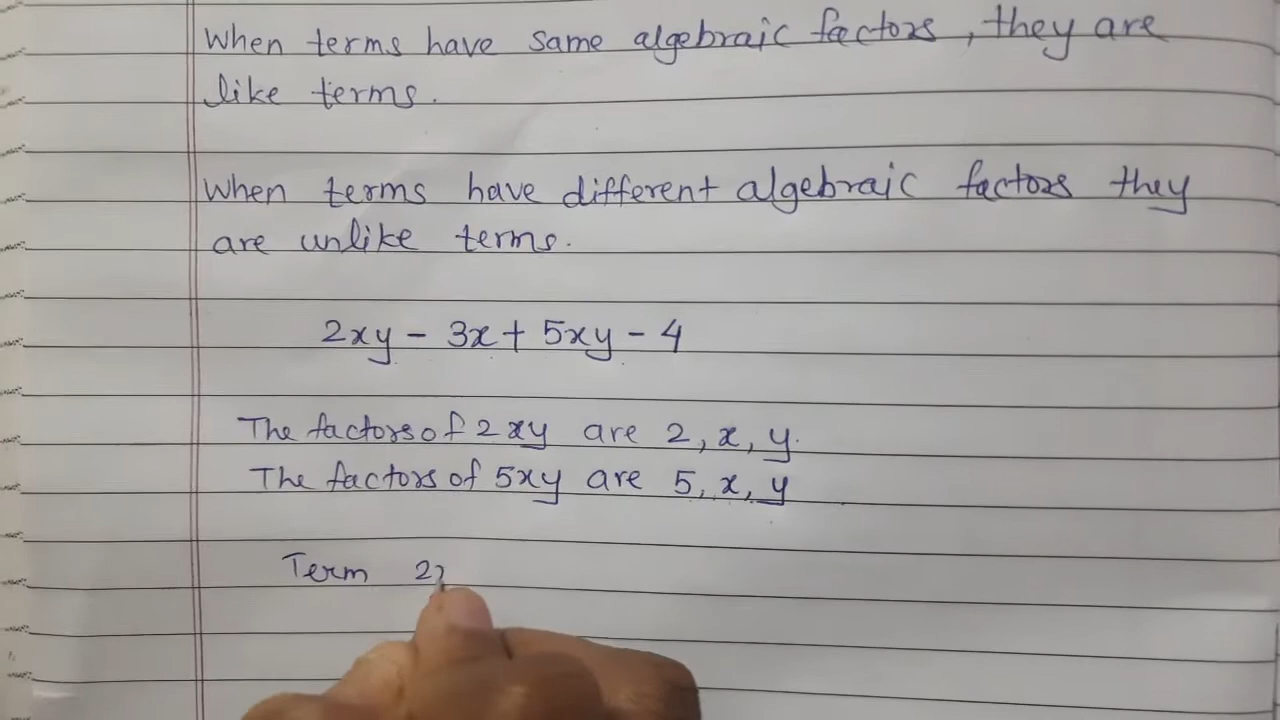 When terms have same algebraic factors, they are
like terms.
When terms have different algebraic factors they
are unlike terms.
2xy - 3x + 5xy - 4
The factors of 2xy are 2, x, y.
The factors of 5xy are 5, x, y
Term 2